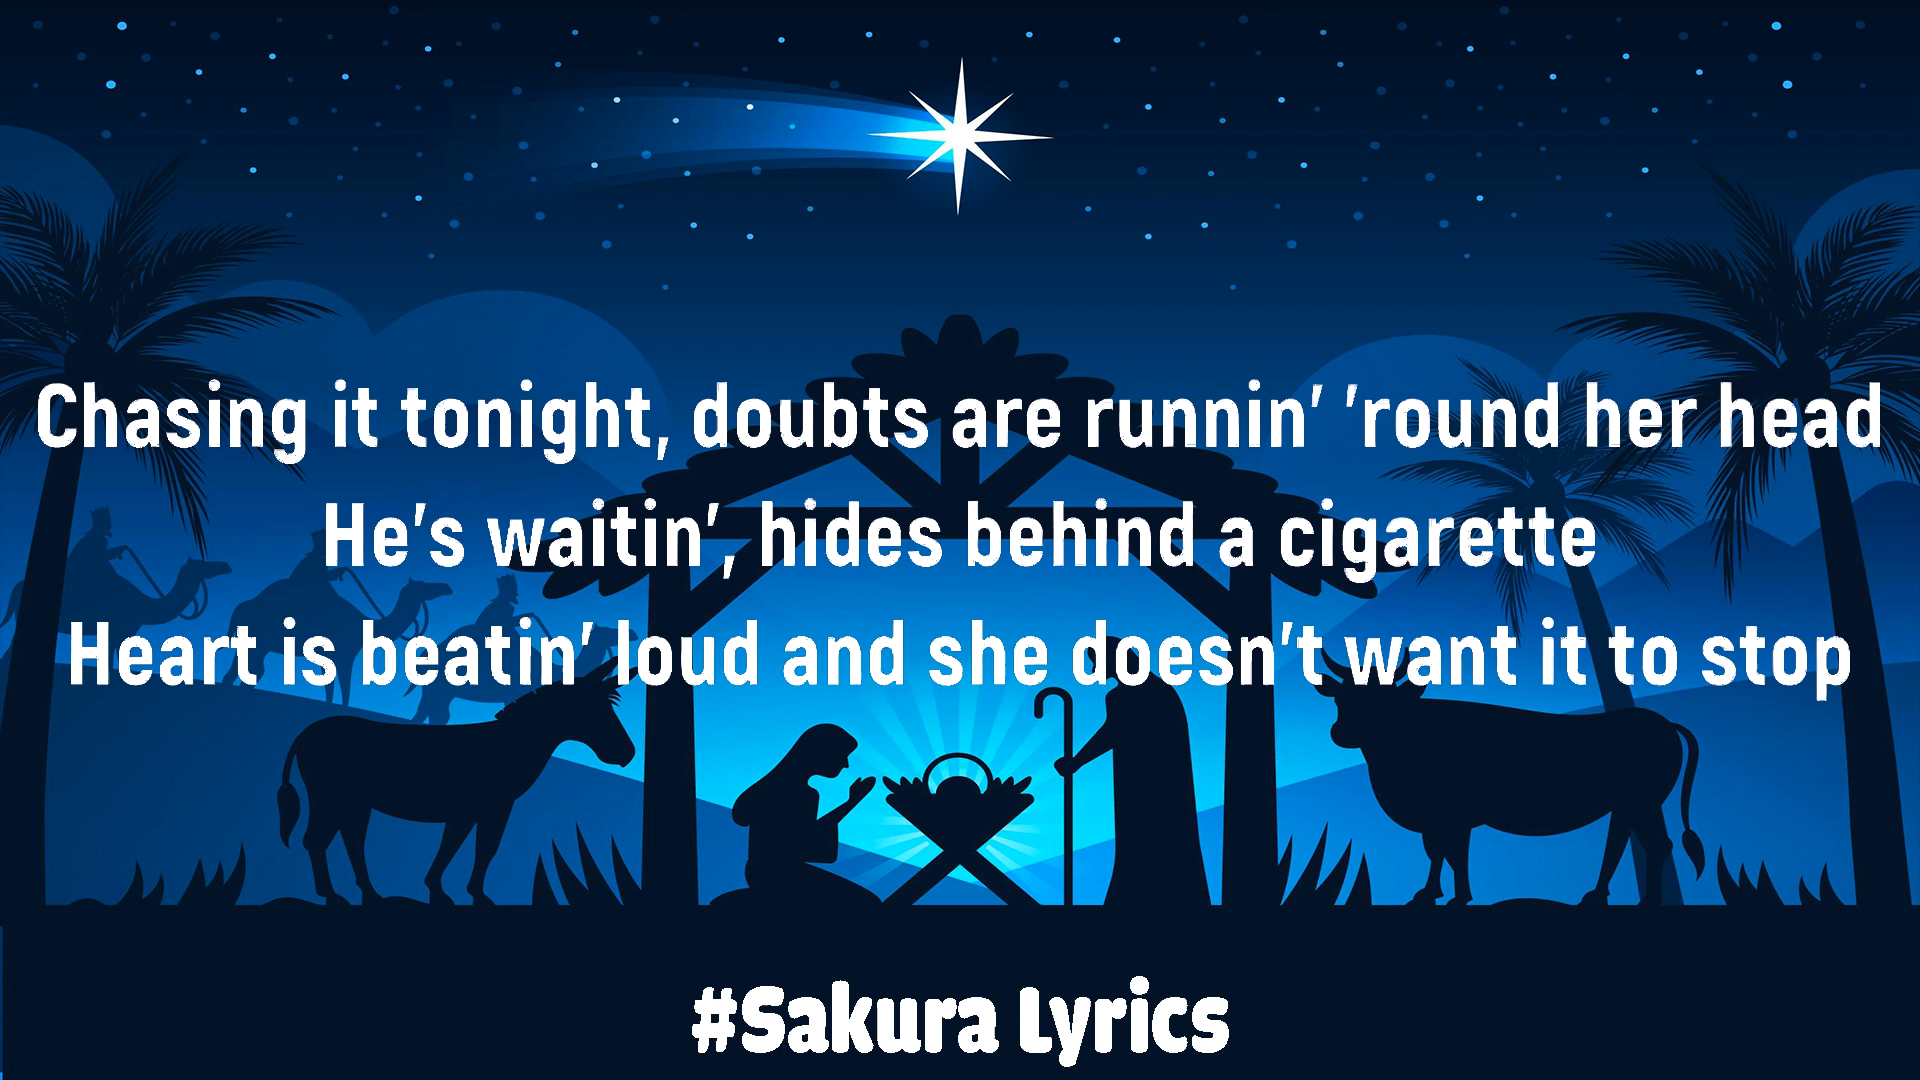 Chasing it tonight, doubts are runnin’ ’round her head
He’s waitin’, hides behind a cigarette
Heart is beatin’ loud and she doesn’t want it to stop
#Sakura Lyrics